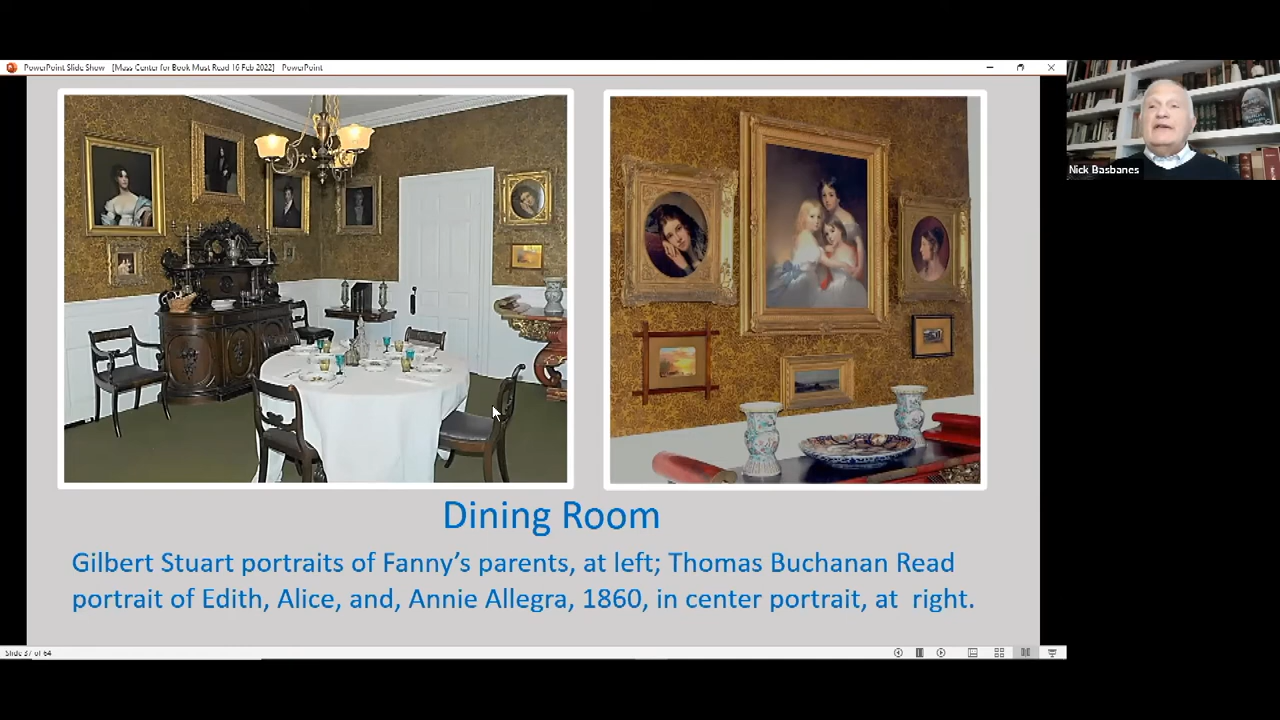 PowerPoint Slide Show - [Mass Center for Book Must Read 16 Feb 2022] - PowerPoint
Nick Basbanes
Dining Room
Gilbert Stuart portraits of Fanny's parents, at left; Thomas Buchanan Read
portrait of Edith, Alice, and, Annie Allegra, 1860, in center portrait, at right.
Slide 37 of 64